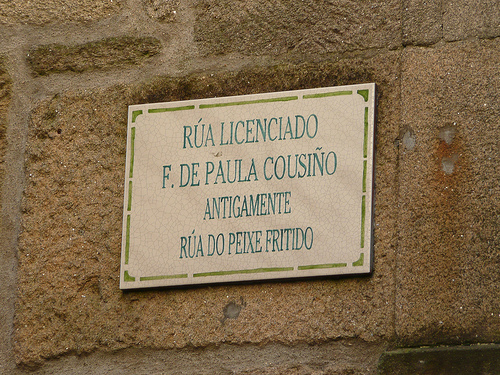 RÚA LICENCIADO
F. DE PAULA COUSIÑO
ANTIGAMENTE
RÚA DO PEIXE FRITIDO